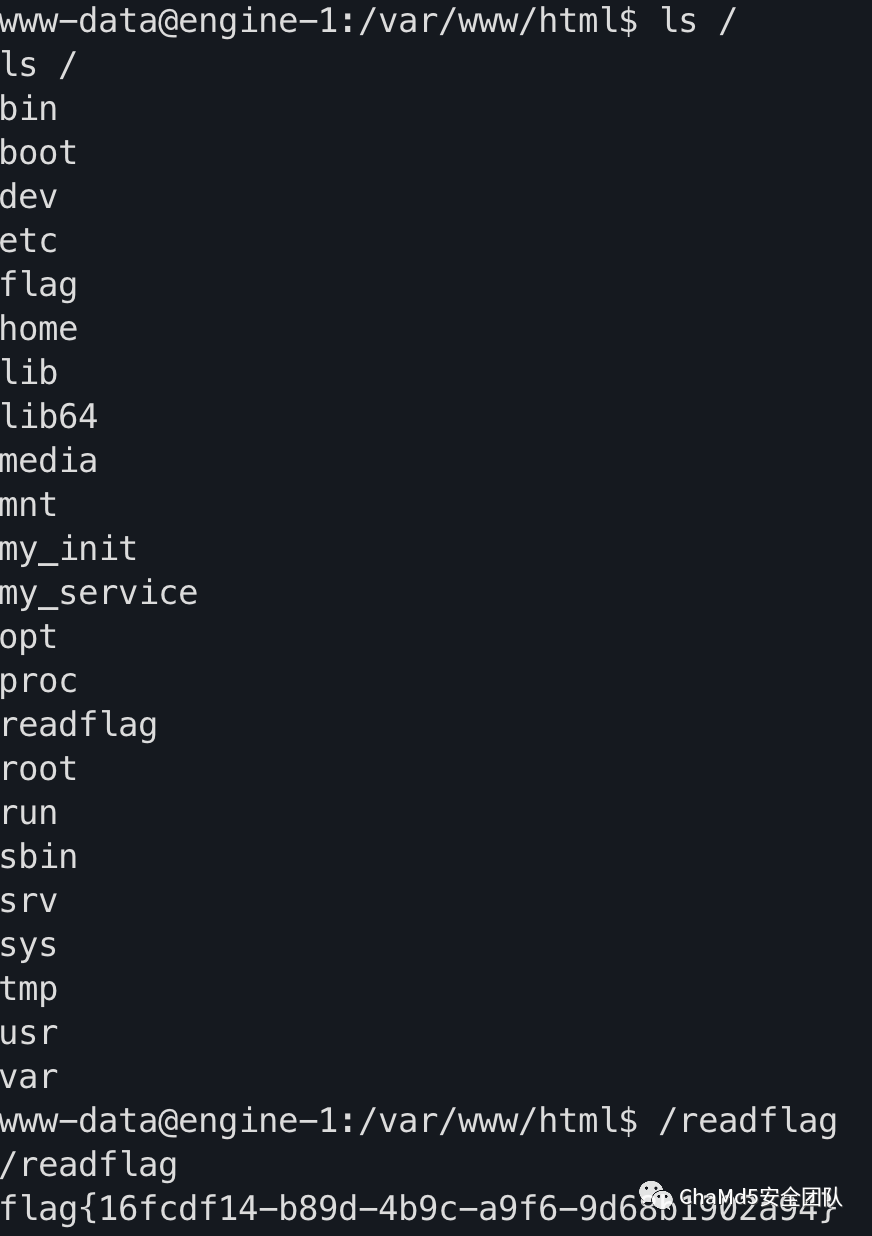 www-data@engine-1:/var/www/html$ ls /
ls /
bin
boot
dev
etc
flag
home
lib
lib64
media
mnt
my_init
my_service
opt
proc
readflag
root
run
sbin
srv
sys
tmp
usr
var
www-data@engine-1:/var/www/html$ /readflag
/readflag
flag{16fcdf14-b89d-4b9c-a9f6-9d68b1902a94}
ChaMd5安全团队